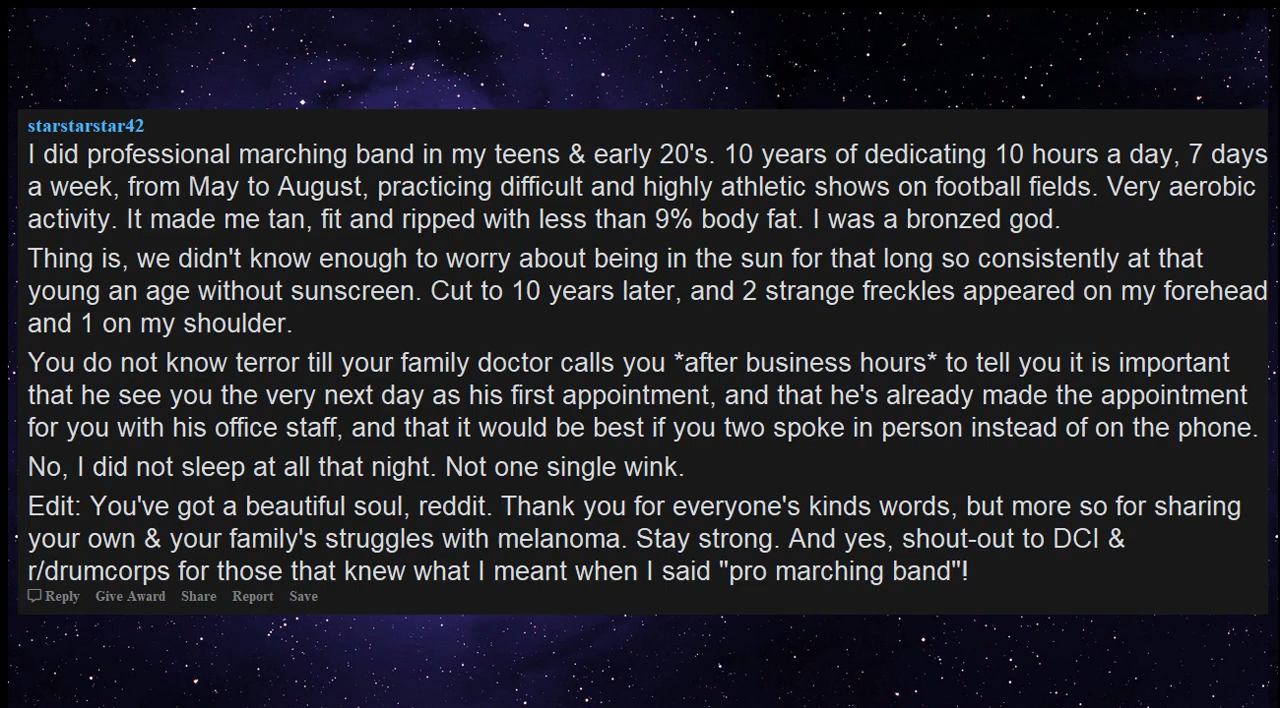 starstarstar42
I did professional marching band in my teens & early 20's. 10 years of dedicating 10 hours a day, 7 days
a week, from May to August, practicing difficult and highly athletic shows on football fields. Very aerobic
activity. It made me tan, fit and ripped with less than 9% body fat. I was a bronzed god.
Thing is, we didn't know enough to worry about being in the sun for that long so consistently at that
young an age without sunscreen. Cut to 10 years later, and 2 strange freckles appeared on my forehead
and 1 on my shoulder.
You do not know terror till your family doctor calls you *after business hours* to tell you it is important
that he see you the very next day as his first appointment, and that he's already made the appointment
for you with his office staff, and that it would be best if you two spoke in person instead of on the phone.
No, I did not sleep at all that night. Not one single wink.
Edit: You've got a beautiful soul, reddit. Thank you for everyone's kinds words, but more so for sharing
your own & your family's struggles with melanoma. Stay strong. And yes, shout-out to DCI &
r/drumcorps for those that knew what I meant when I said "pro marching band"!
Reply Give Award Share Report Save